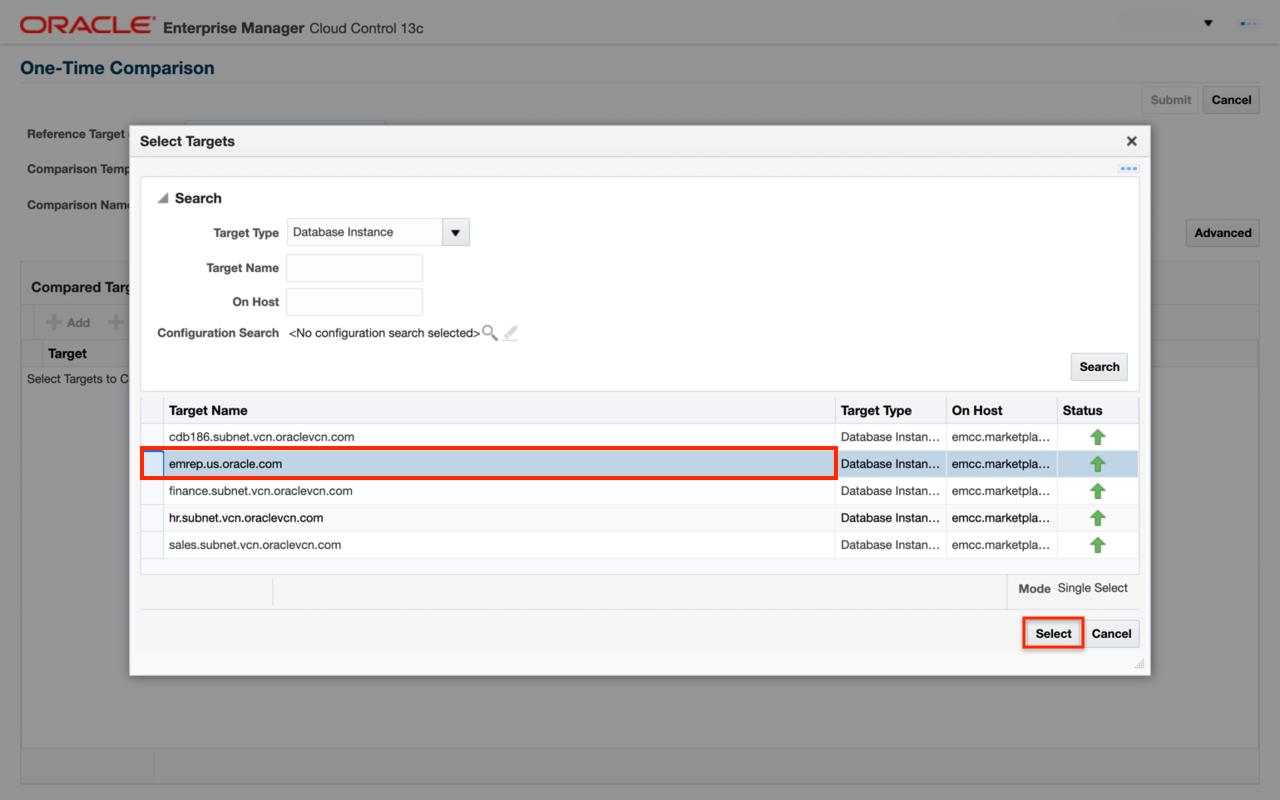 ORACLE® Enterprise Manager Cloud Control 13c
One-Time Comparison
Submit Cancel
Reference Target
Comparison Temp
Comparison Name
Advanced
Compared Targ
Add
Target
Select Targets to C
Select Targets
Search
Target Type Database Instance
Target Name
On Host
Configuration Search <No configuration search selected>
Search
Target Name Target Type On Host Status
cdb186.subnet.vcn.oraclevcn.com Database Instan... emcc.marketpla...
emrep.us.oracle.com Database Instan... emcc.marketpla...
finance.subnet.vcn.oraclevcn.com Database Instan... emcc.marketpla...
hr.subnet.vcn.oraclevcn.com Database Instan... emcc.marketpla...
sales.subnet.vcn.oraclevcn.com Database Instan... emcc.marketpla...
Mode Single Select
Select Cancel